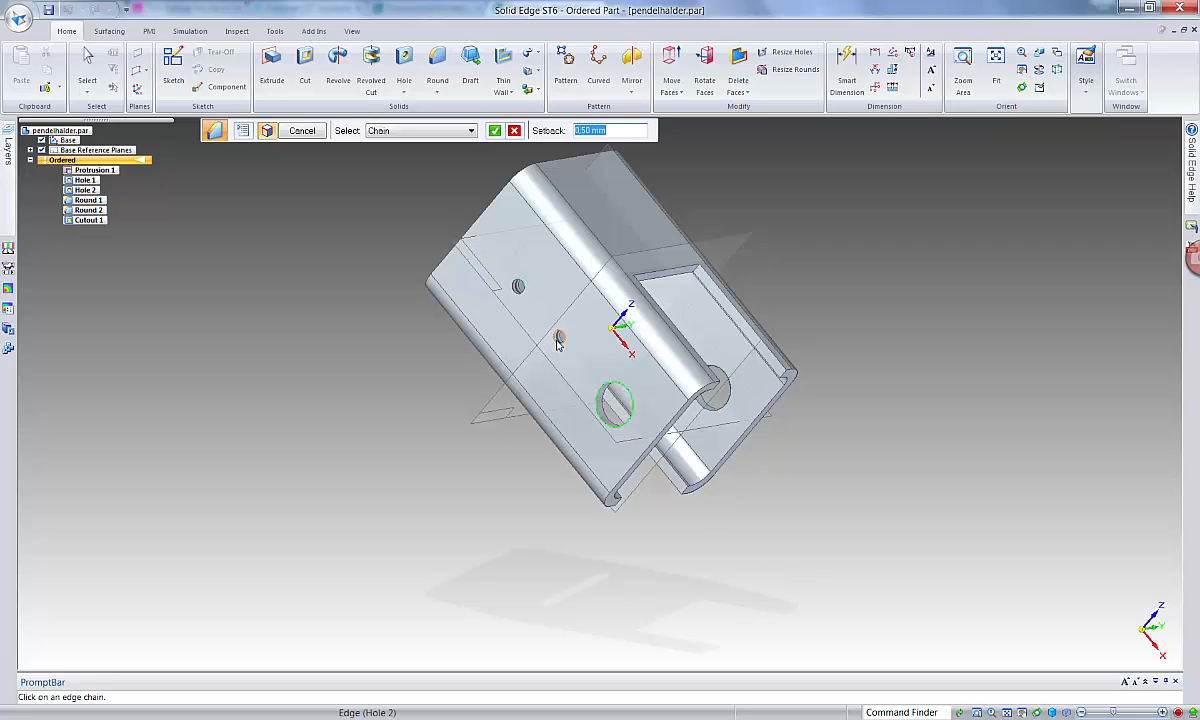 Solid Edge ST6 - Ordered Part - [pendelhalder.par]
Home Surfacing PMI Simulation Inspect Tools Add Ins View
Paste Select Sketch Tear-Off Copy Component Extrude Cut Revolve Revolved Cut Hole Round Draft Thin Wall Pattern Curved Mirror Move Faces Rotate Faces Delete Faces Resize Holes Resize Rounds Smart Dimension Zoom Area Fit Style Switch Windows
Clipboard Select Planes Sketch Solids Pattern Modify Dimension Orient Window
pendelhalder.par
Cancel Select: Chain Setback: 0,50 mm
Base
Base Reference Planes
Ordered
Protrusion 1
Hole 1
Hole 2
Round 1
Round 2
Cutout 1
Layers
Solid Edge Help
Z
Y
X
Z
Y
X
PromptBar
Click on an edge chain.
Edge (Hole 2) Command Finder